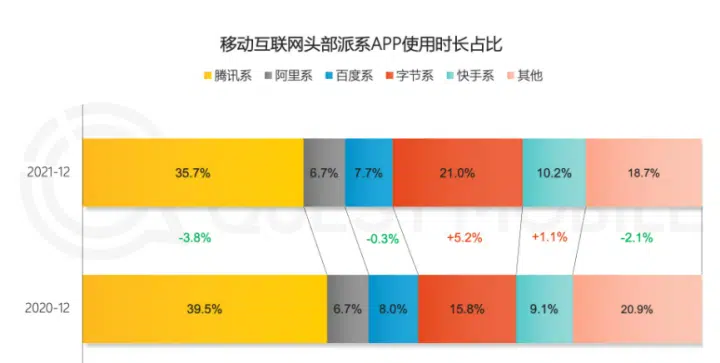 移动互联网头部派系APP使用时长占比
腾讯系 阿里系 百度系 字节系 快手系 其他
2021-12 35.7% 6.7% 7.7% 21.0% 10.2% 18.7%
-3.8% -0.3% +5.2% +1.1% -2.1%
2020-12 39.5% 6.7% 8.0% 15.8% 9.1% 20.9%
QUEST MOBILE